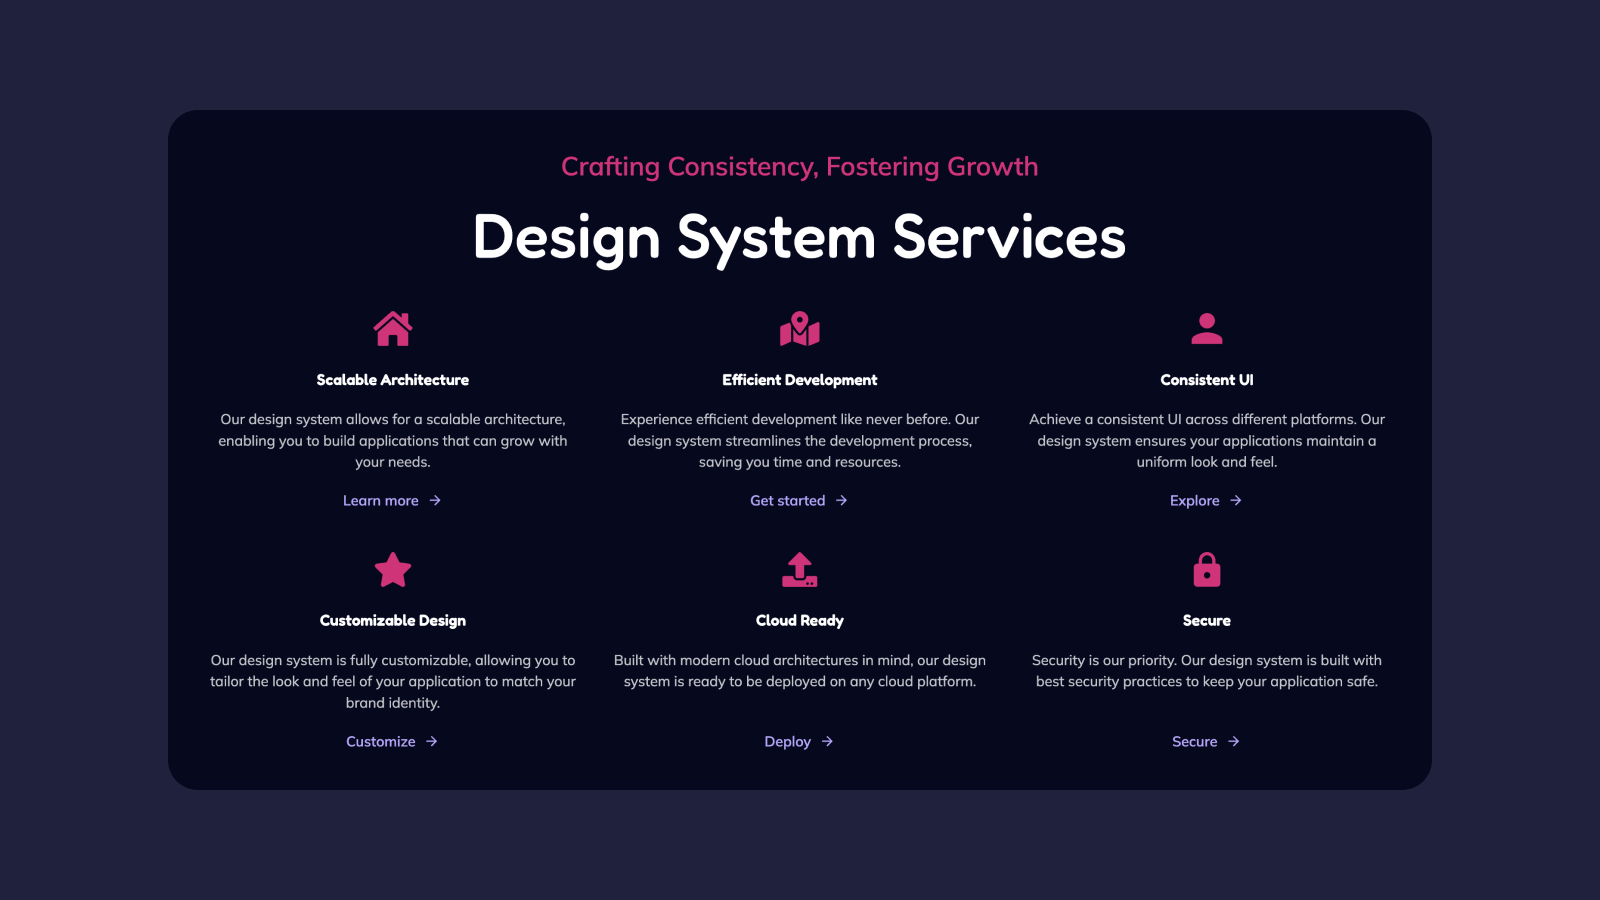 Crafting Consistency, Fostering Growth
Design System Services
Scalable Architecture
Our design system allows for a scalable architecture,
enabling you to build applications that can grow with
your needs.
Learn more
Efficient Development
Experience efficient development like never before. Our
design system streamlines the development process,
saving you time and resources.
Get started
Consistent UI
Achieve a consistent UI across different platforms. Our
design system ensures your applications maintain a
uniform look and feel.
Explore
Customizable Design
Our design system is fully customizable, allowing you to
tailor the look and feel of your application to match your
brand identity.
Customize
Cloud Ready
Built with modern cloud architectures in mind, our design
system is ready to be deployed on any cloud platform.
Deploy
Secure
Security is our priority. Our design system is built with
best security practices to keep your application safe.
Secure